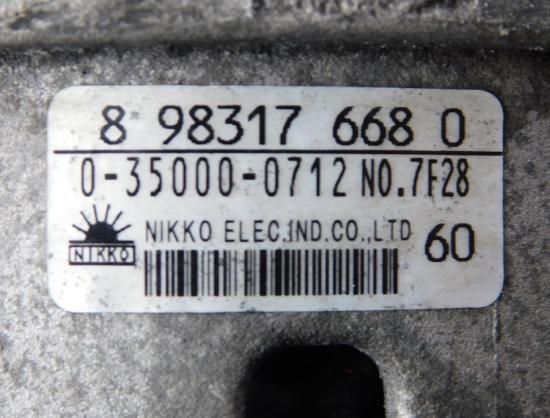 8 98317 668 0
0-35000-0712 NO.7F28
NIKKO ELEC.IND.CO.,LTD 60
NIKKO